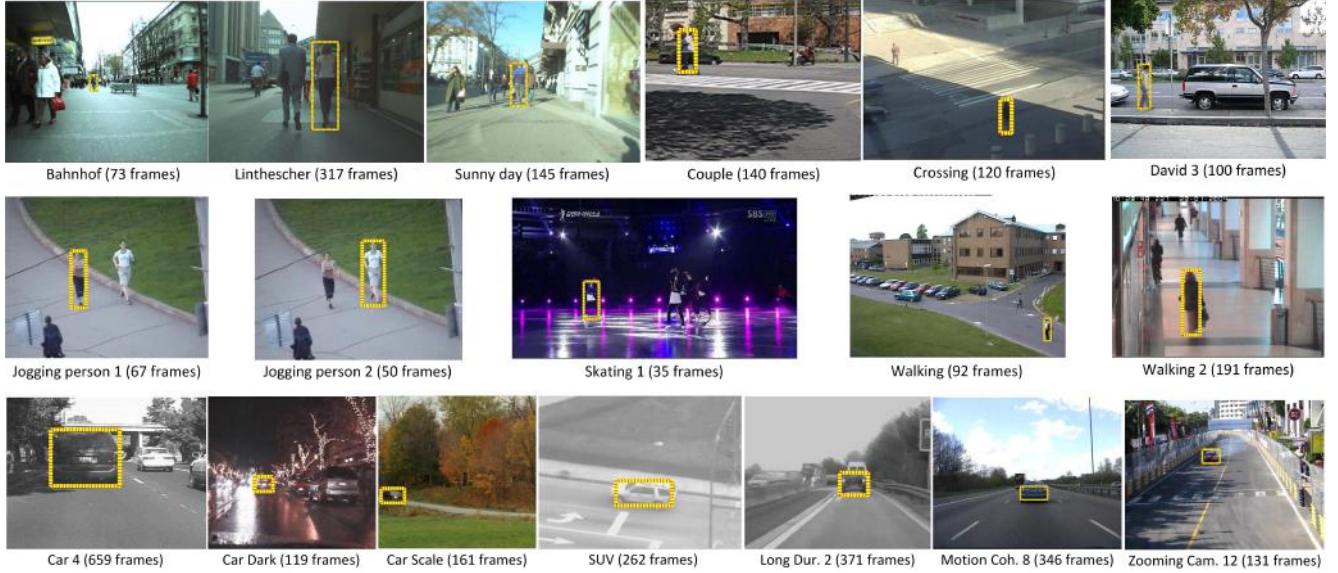 Bahnhof (73 frames)
Linthescher (317 frames)
Sunny day (145 frames)
Couple (140 frames)
Crossing (120 frames)
David 3 (100 frames)
SBS
Jogging person 1 (67 frames)
Jogging person 2 (50 frames)
Skating 1 (35 frames)
Walking (92 frames)
Walking 2 (191 frames)
Car 4 (659 frames)
Car Dark (119 frames)
Car Scale (161 frames)
SUV (262 frames)
Long Dur. 2 (371 frames)
Motion Coh. 8 (346 frames)
Zooming Cam. 12 (131 frames)